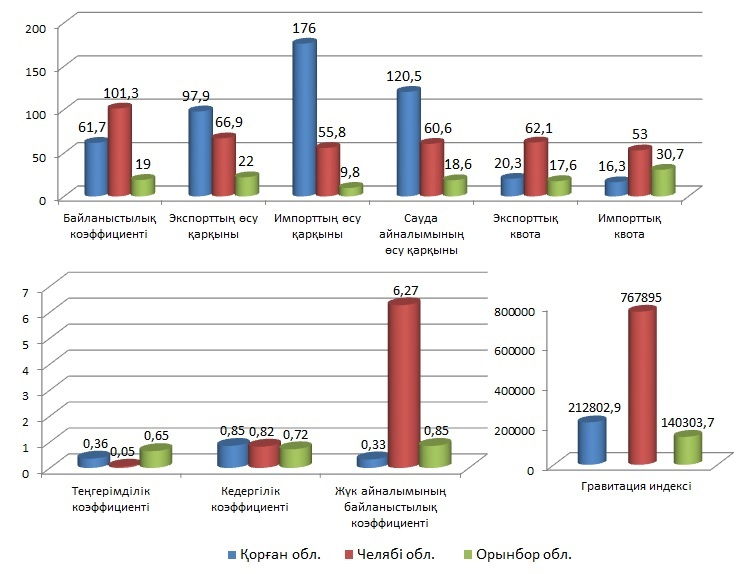 200
150
100
50
0
61,7
101,3
19
97,9
66,9
22
176
55,8
9,8
120,5
60,6
18,6
20,3
62,1
17,6
16,3
53
30,7
Байланыстылық
коэффициенті
Экспорттың өсу
қарқыны
Импорттың өсу
қарқыны
Сауда
айналымының
өсу қарқыны
Экспорттық
квота
Импорттық
квота
7
6
5
4
3
2
1
0
0,36
0,05
0,65
0,85
0,82
0,72
0,33
6,27
0,85
Теңгерімділік
коэффициенті
Кедергілік
коэффициенті
Жүк айналымының
байланыстылық
коэффициенті
800000
600000
400000
200000
0
212802,9
767895
140303,7
Гравитация индексі
Қорған обл.
Челябі обл.
Орынбор обл.